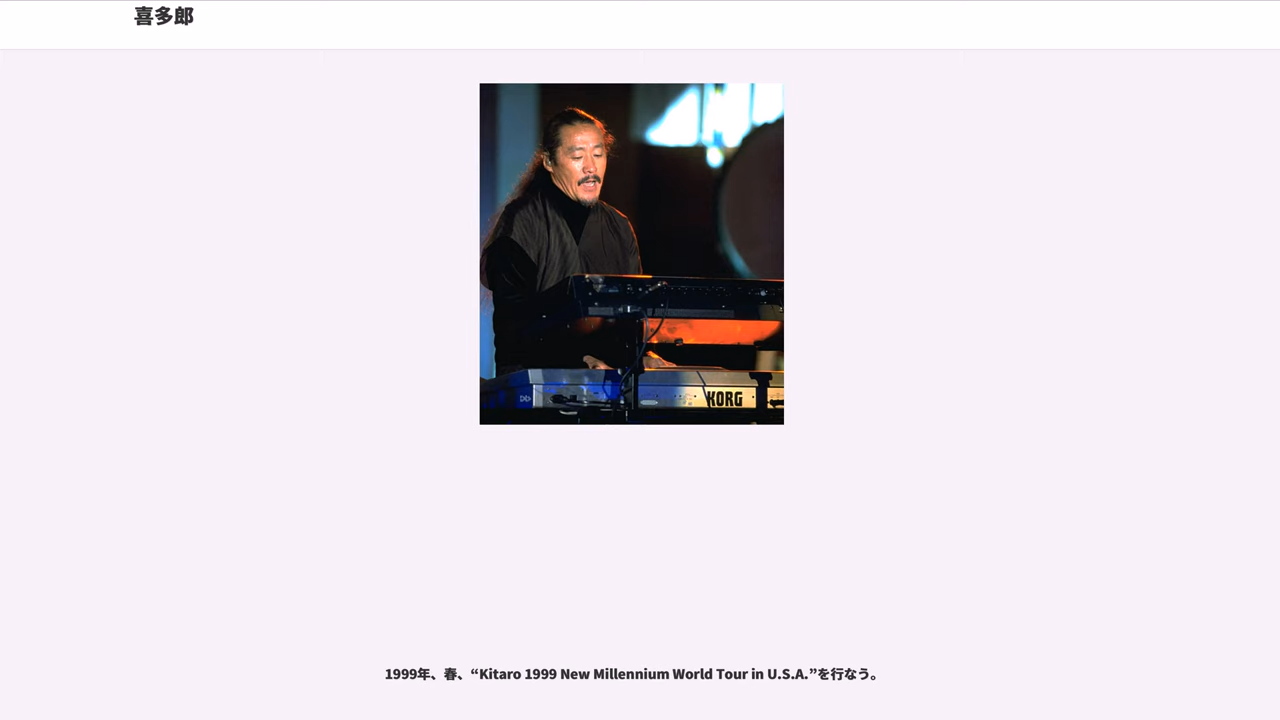 喜多郎
KORG
1999年、春、“Kitaro 1999 New Millennium World Tour in U.S.A.”を行なう。